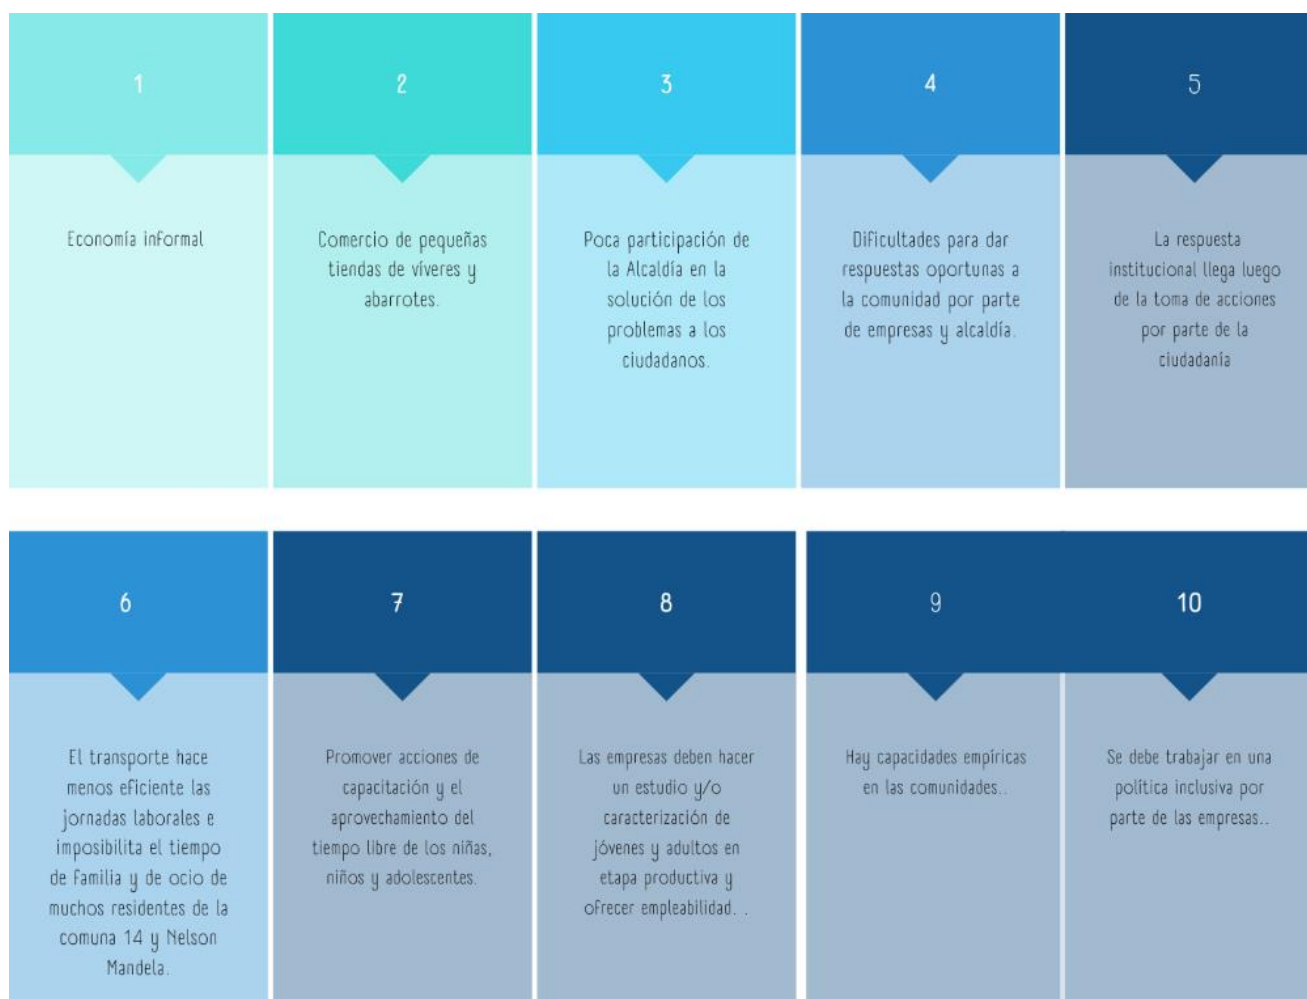 1
Economía informal
2
Comercio de pequeñas
tiendas de víveres y
abarrotes.
3
Poca participación de
la Alcaldía en la
solución de los
problemas a los
ciudadanos.
4
Dificultades para dar
respuestas oportunas a
la comunidad por parte
de empresas y alcaldía.
5
La respuesta
institucional llega luego
de la toma de acciones
por parte de la
ciudadanía
6
El transporte hace
menos eficiente las
jornadas laborales e
imposibilita el tiempo
de Familia y de ocio de
muchos residentes de la
comuna 14 y Nelson
Mandela.
7
Promover acciones de
capacitación y el
aprovechamiento del
tiempo libre de los niñas,
niños y adolescentes.
8
Las empresas deben hacer
un estudio y/o
caracterización de
jóvenes y adultos en
etapa productiva y
ofrecer empleabilidad. .
9
Hay capacidades empíricas
en las comunidades..
10
Se debe trabajar en una
política inclusiva por
parte de las empresas..